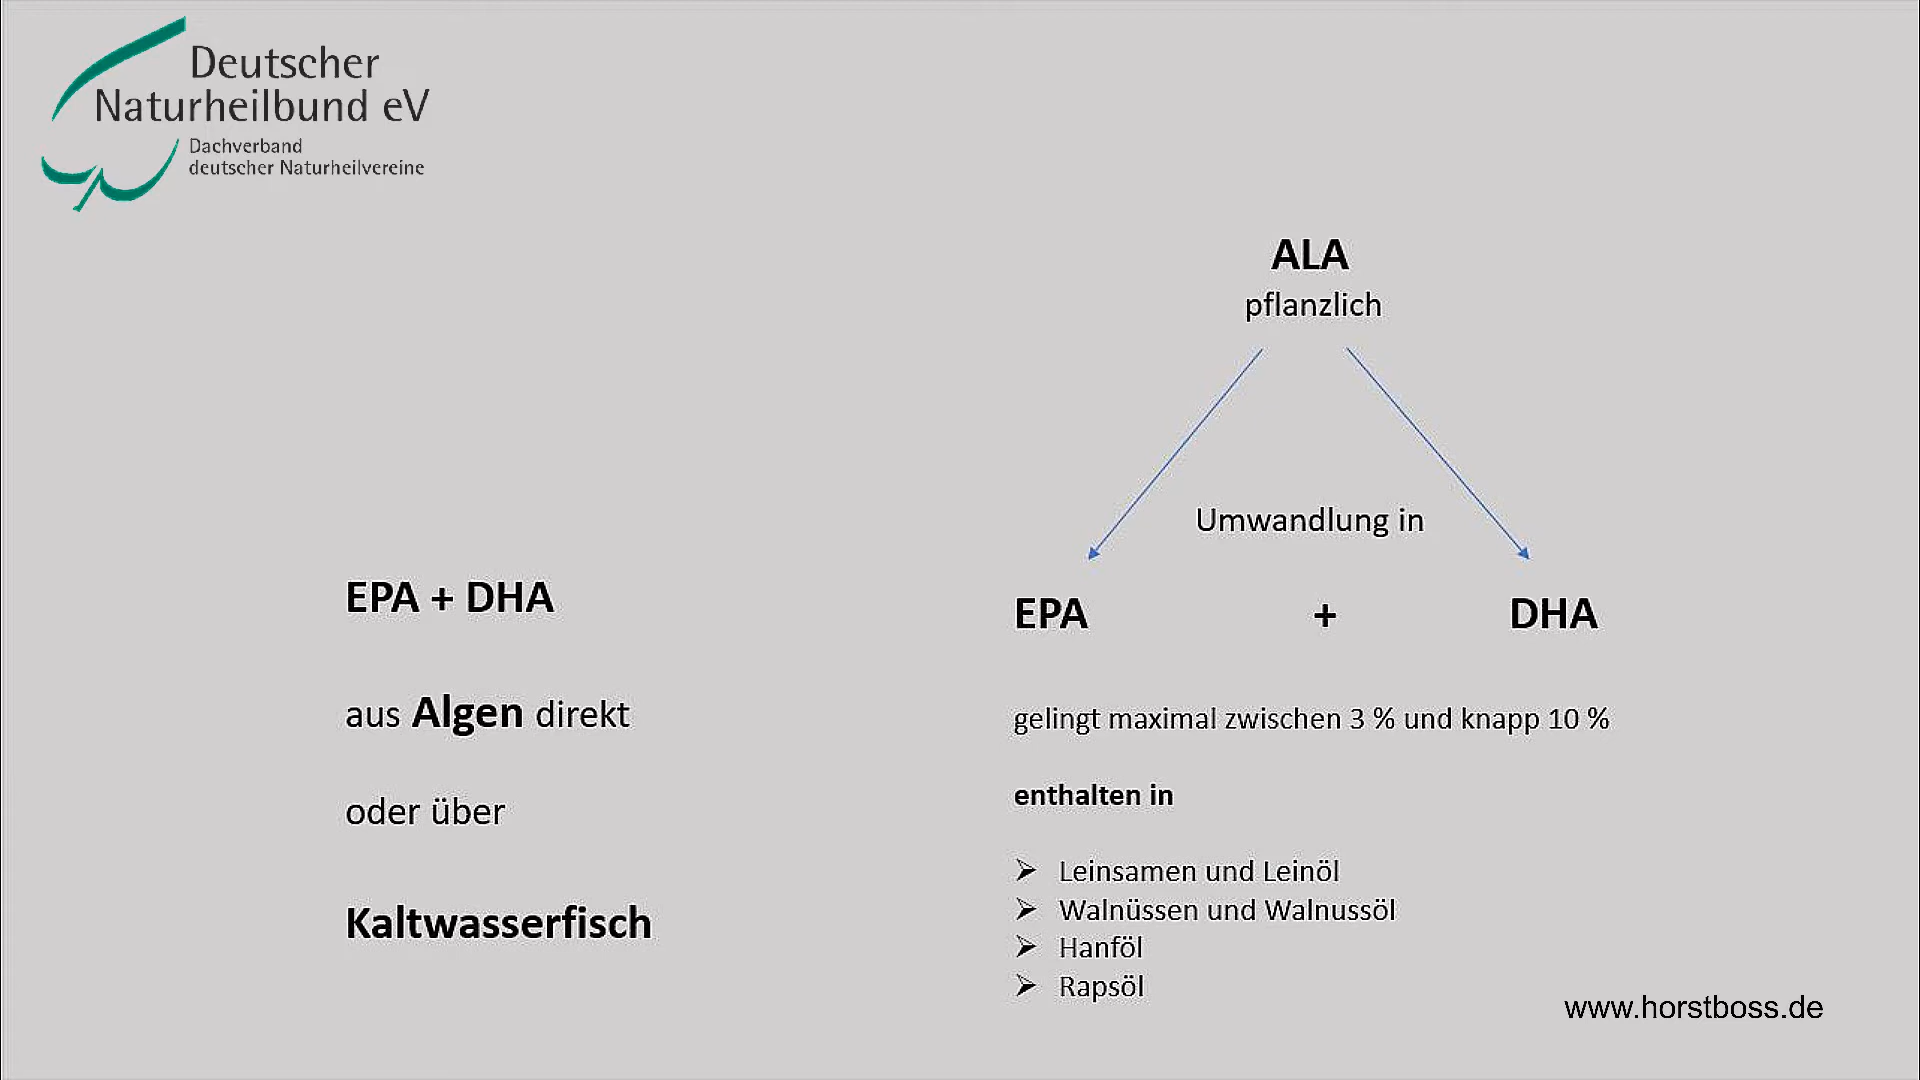 Deutscher
Naturheilbund eV
Dachverband
deutscher Naturheilvereine
ALA
pflanzlich
Umwandlung in
EPA + DHA
gelingt maximal zwischen 3 % und knapp 10 %
enthalten in
Leinsamen und Leinöl
Walnüssen und Walnussöl
Hanföl
Rapsöl
EPA + DHA
aus Algen direkt
oder über
Kaltwasserfisch
www.horstboss.de